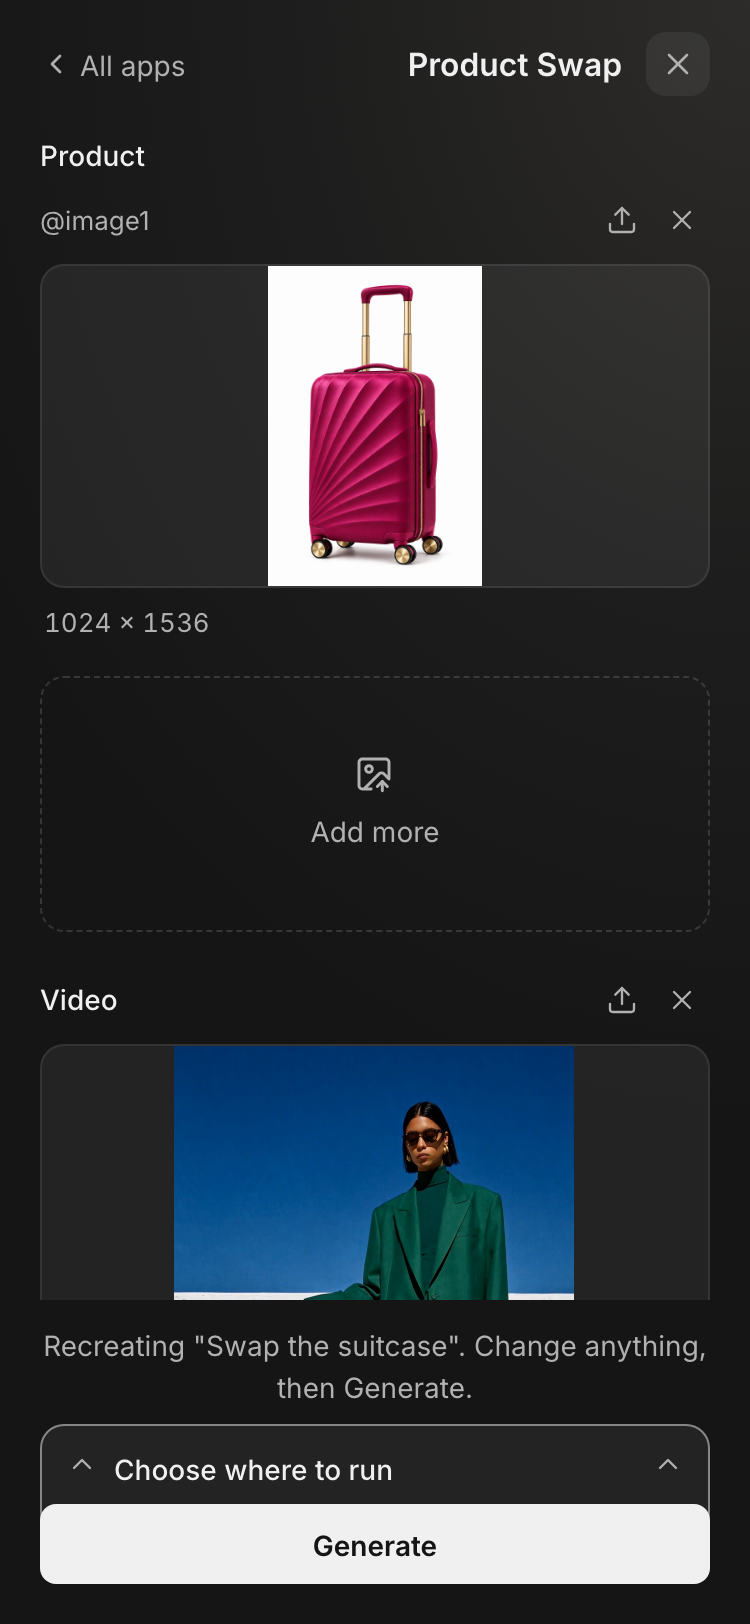 All apps
Product Swap
Product
@image1
1024 × 1536
Add more
Video
Recreating "Swap the suitcase". Change anything,
then Generate.
Choose where to run
Generate